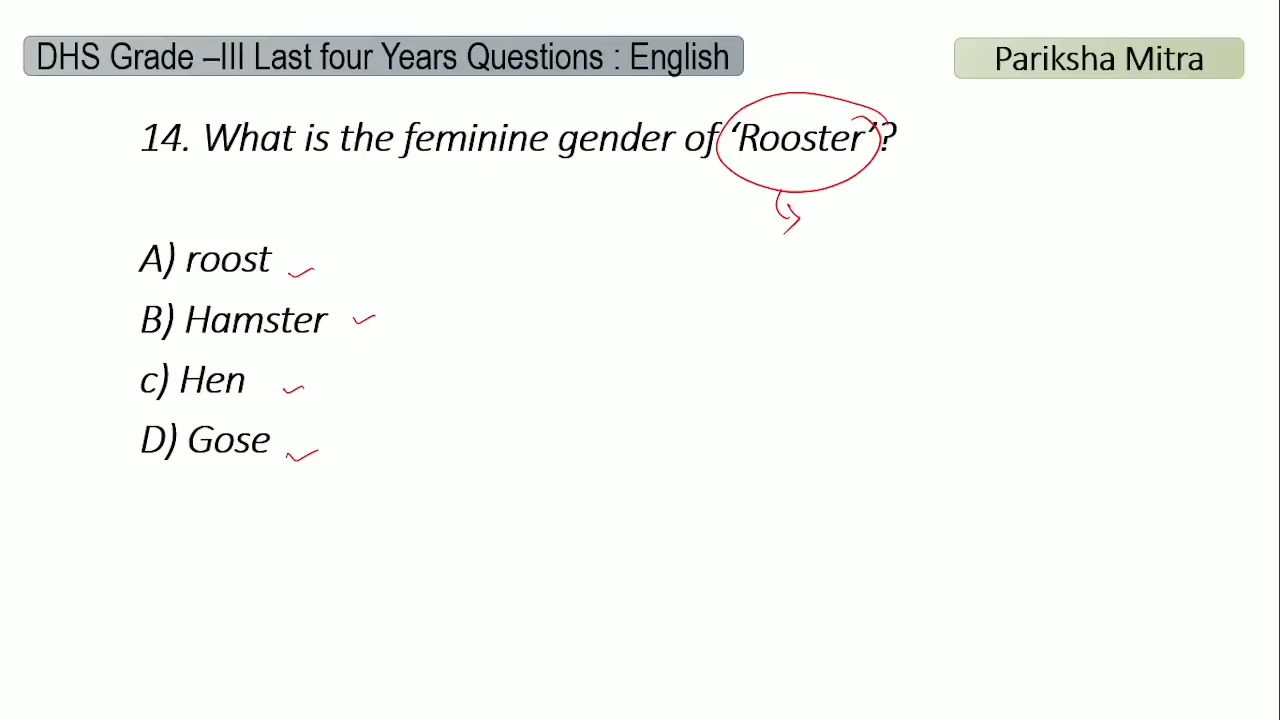 DHS Grade –III Last four Years Questions : English
Pariksha Mitra
14. What is the feminine gender of ‘Rooster’?
A) roost
B) Hamster
c) Hen
D) Gose